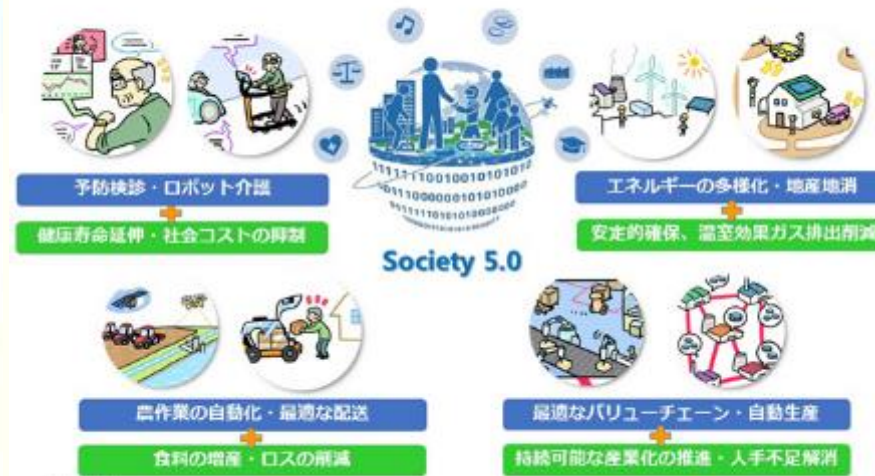 予防検診・ロボット介護
健康寿命延伸・社会コストの抑制
エネルギーの多様化・地産地消
安定的確保、温室効果ガス排出削減
11111110010010101010
1011100000010101000
Society 5.0
農作業の自動化・最適な配送
食料の増産・ロスの削減
最適なバリューチェーン・自動生産
持続可能な産業化の推進・人手不足解消